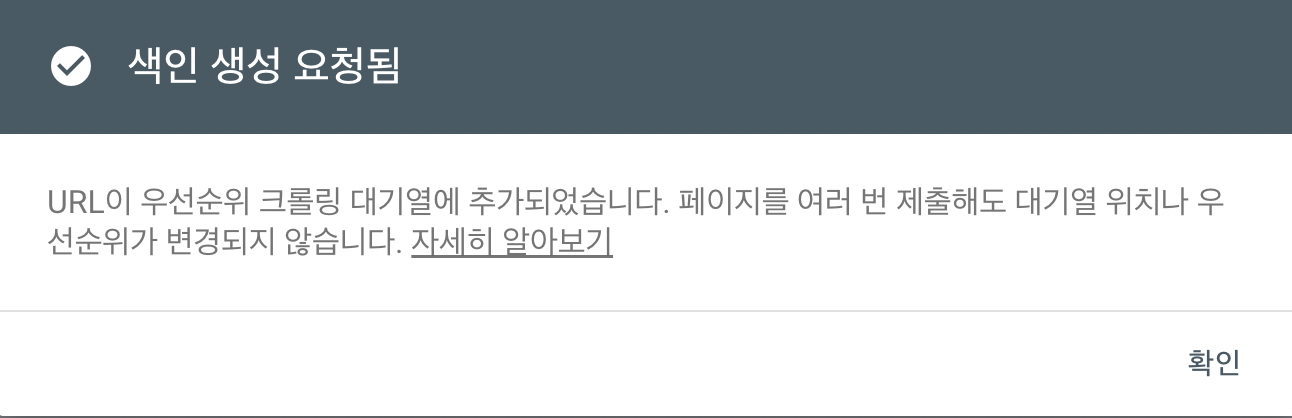 색인 생성 요청됨
URL이 우선순위 크롤링 대기열에 추가되었습니다. 페이지를 여러 번 제출해도 대기열 위치나 우
선순위가 변경되지 않습니다. 자세히 알아보기
확인